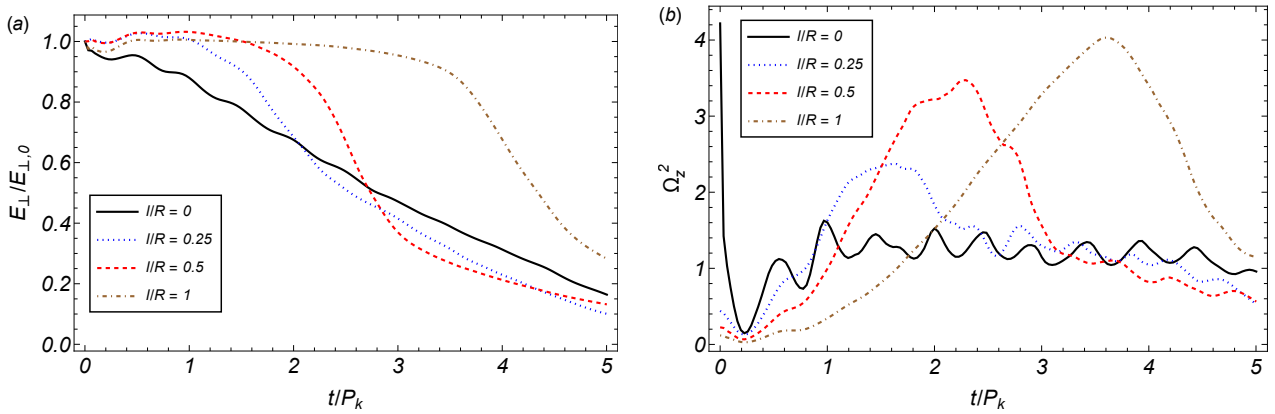 (a)
1.0
0.8
0.6
0.4
0.2
0.0
E⊥/E⊥,0
l/R = 0
l/R = 0.25
l/R = 0.5
l/R = 1
0 1 2 3 4 5
t/Pk
(b)
4
3
2
1
0
Ωz²
l/R = 0
l/R = 0.25
l/R = 0.5
l/R = 1
0 1 2 3 4 5
t/Pk